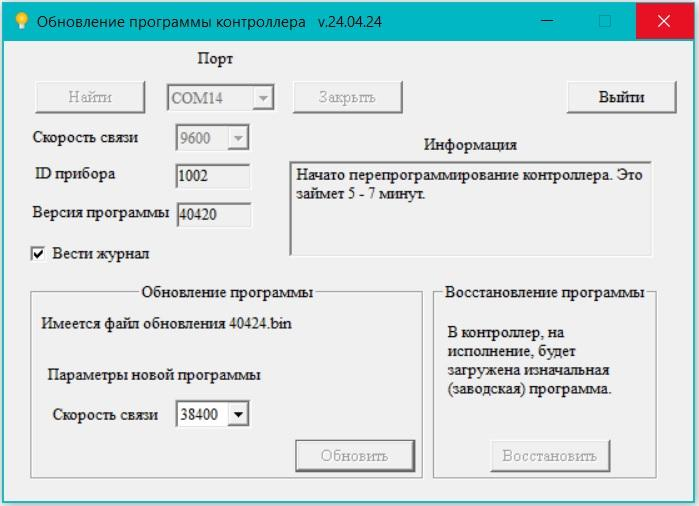 Обновление программы контроллера v.24.04.24
Порт
Найти
COM14
Закрыть
Выйти
Скорость связи
9600
Информация
ID прибора
1002
Начато перепрограммирование контроллера. Это
займет 5 - 7 минут.
Версия программы
40420
Вести журнал
Обновление программы
Имеется файл обновления 40424.bin
Параметры новой программы
Скорость связи
38400
Обновить
Восстановление программы
В контроллер, на
исполнение, будет
загружена изначальная
(заводская) программа.
Восстановить